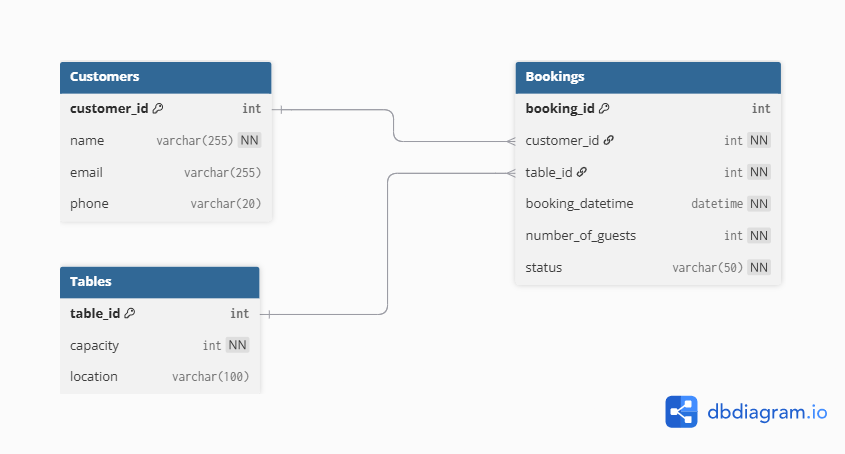 Customers
customer_id int
name varchar(255) NN
email varchar(255)
phone varchar(20)
Bookings
booking_id int
customer_id int NN
table_id int NN
booking_datetime datetime NN
number_of_guests int NN
status varchar(50) NN
Tables
table_id int
capacity int NN
location varchar(100)
dbdiagram.io